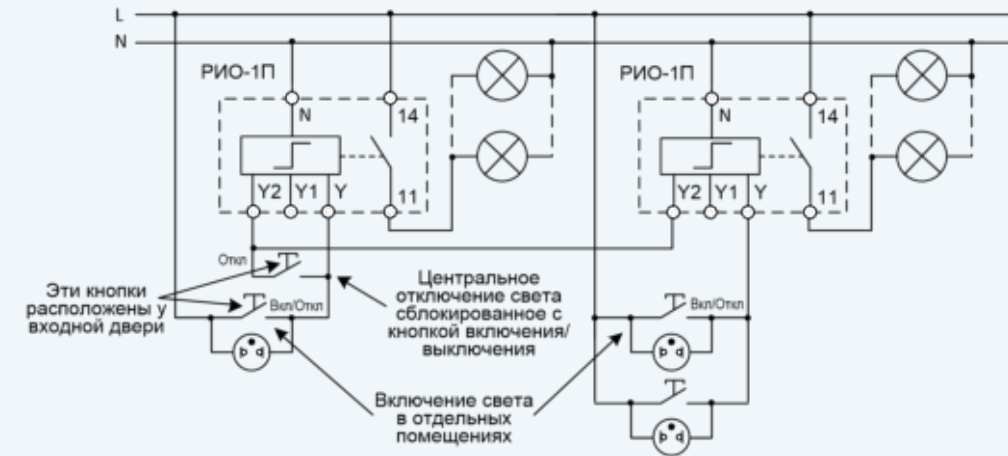 L
N
РИО-1П
N
14
Y2
Y1
Y
11
Откл
Эти кнопки
расположены у
входной двери
Вкл/Откл
Центральное
отключение света
сблокированное с
кнопкой включения/
выключения
Включение света
в отдельных
помещениях
РИО-1П
N
14
Y2
Y1
Y
11
Вкл/Откл